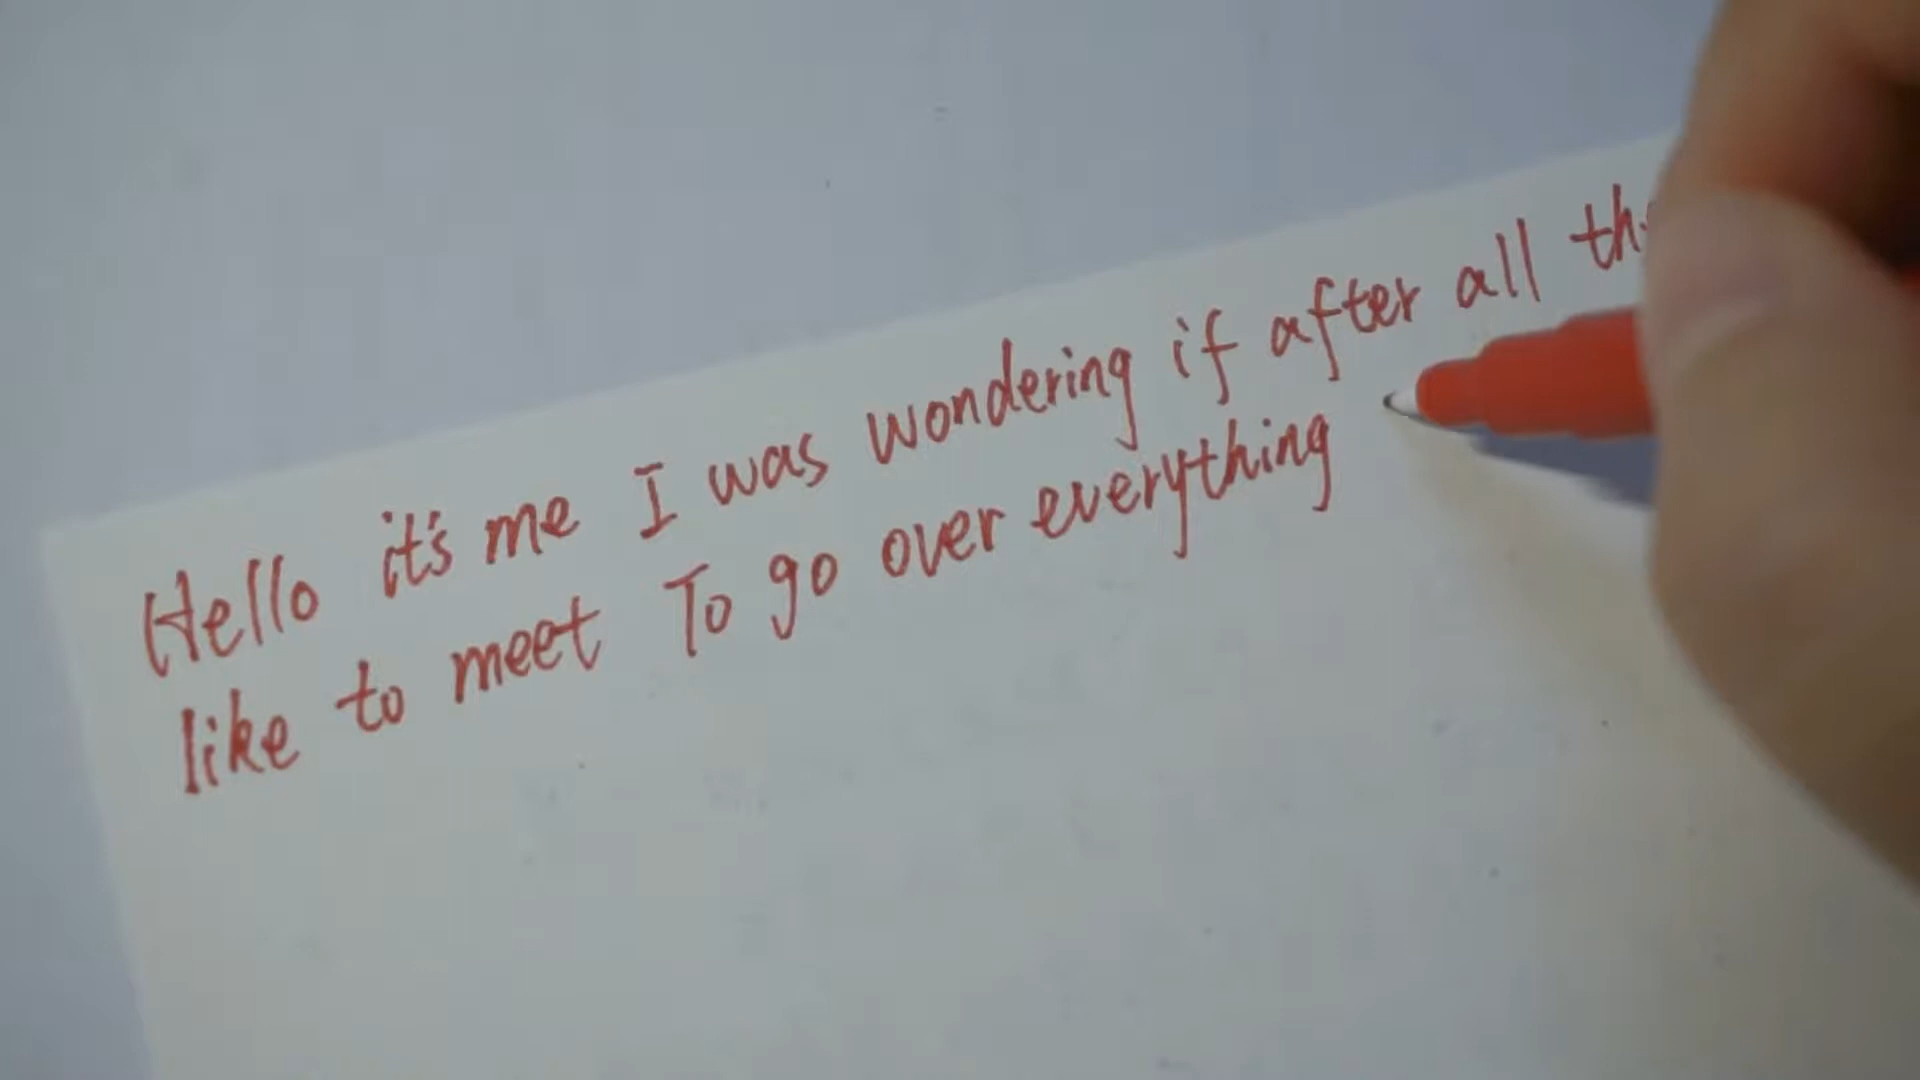 Hello it's me I was wondering if after all
like to meet To go over everything